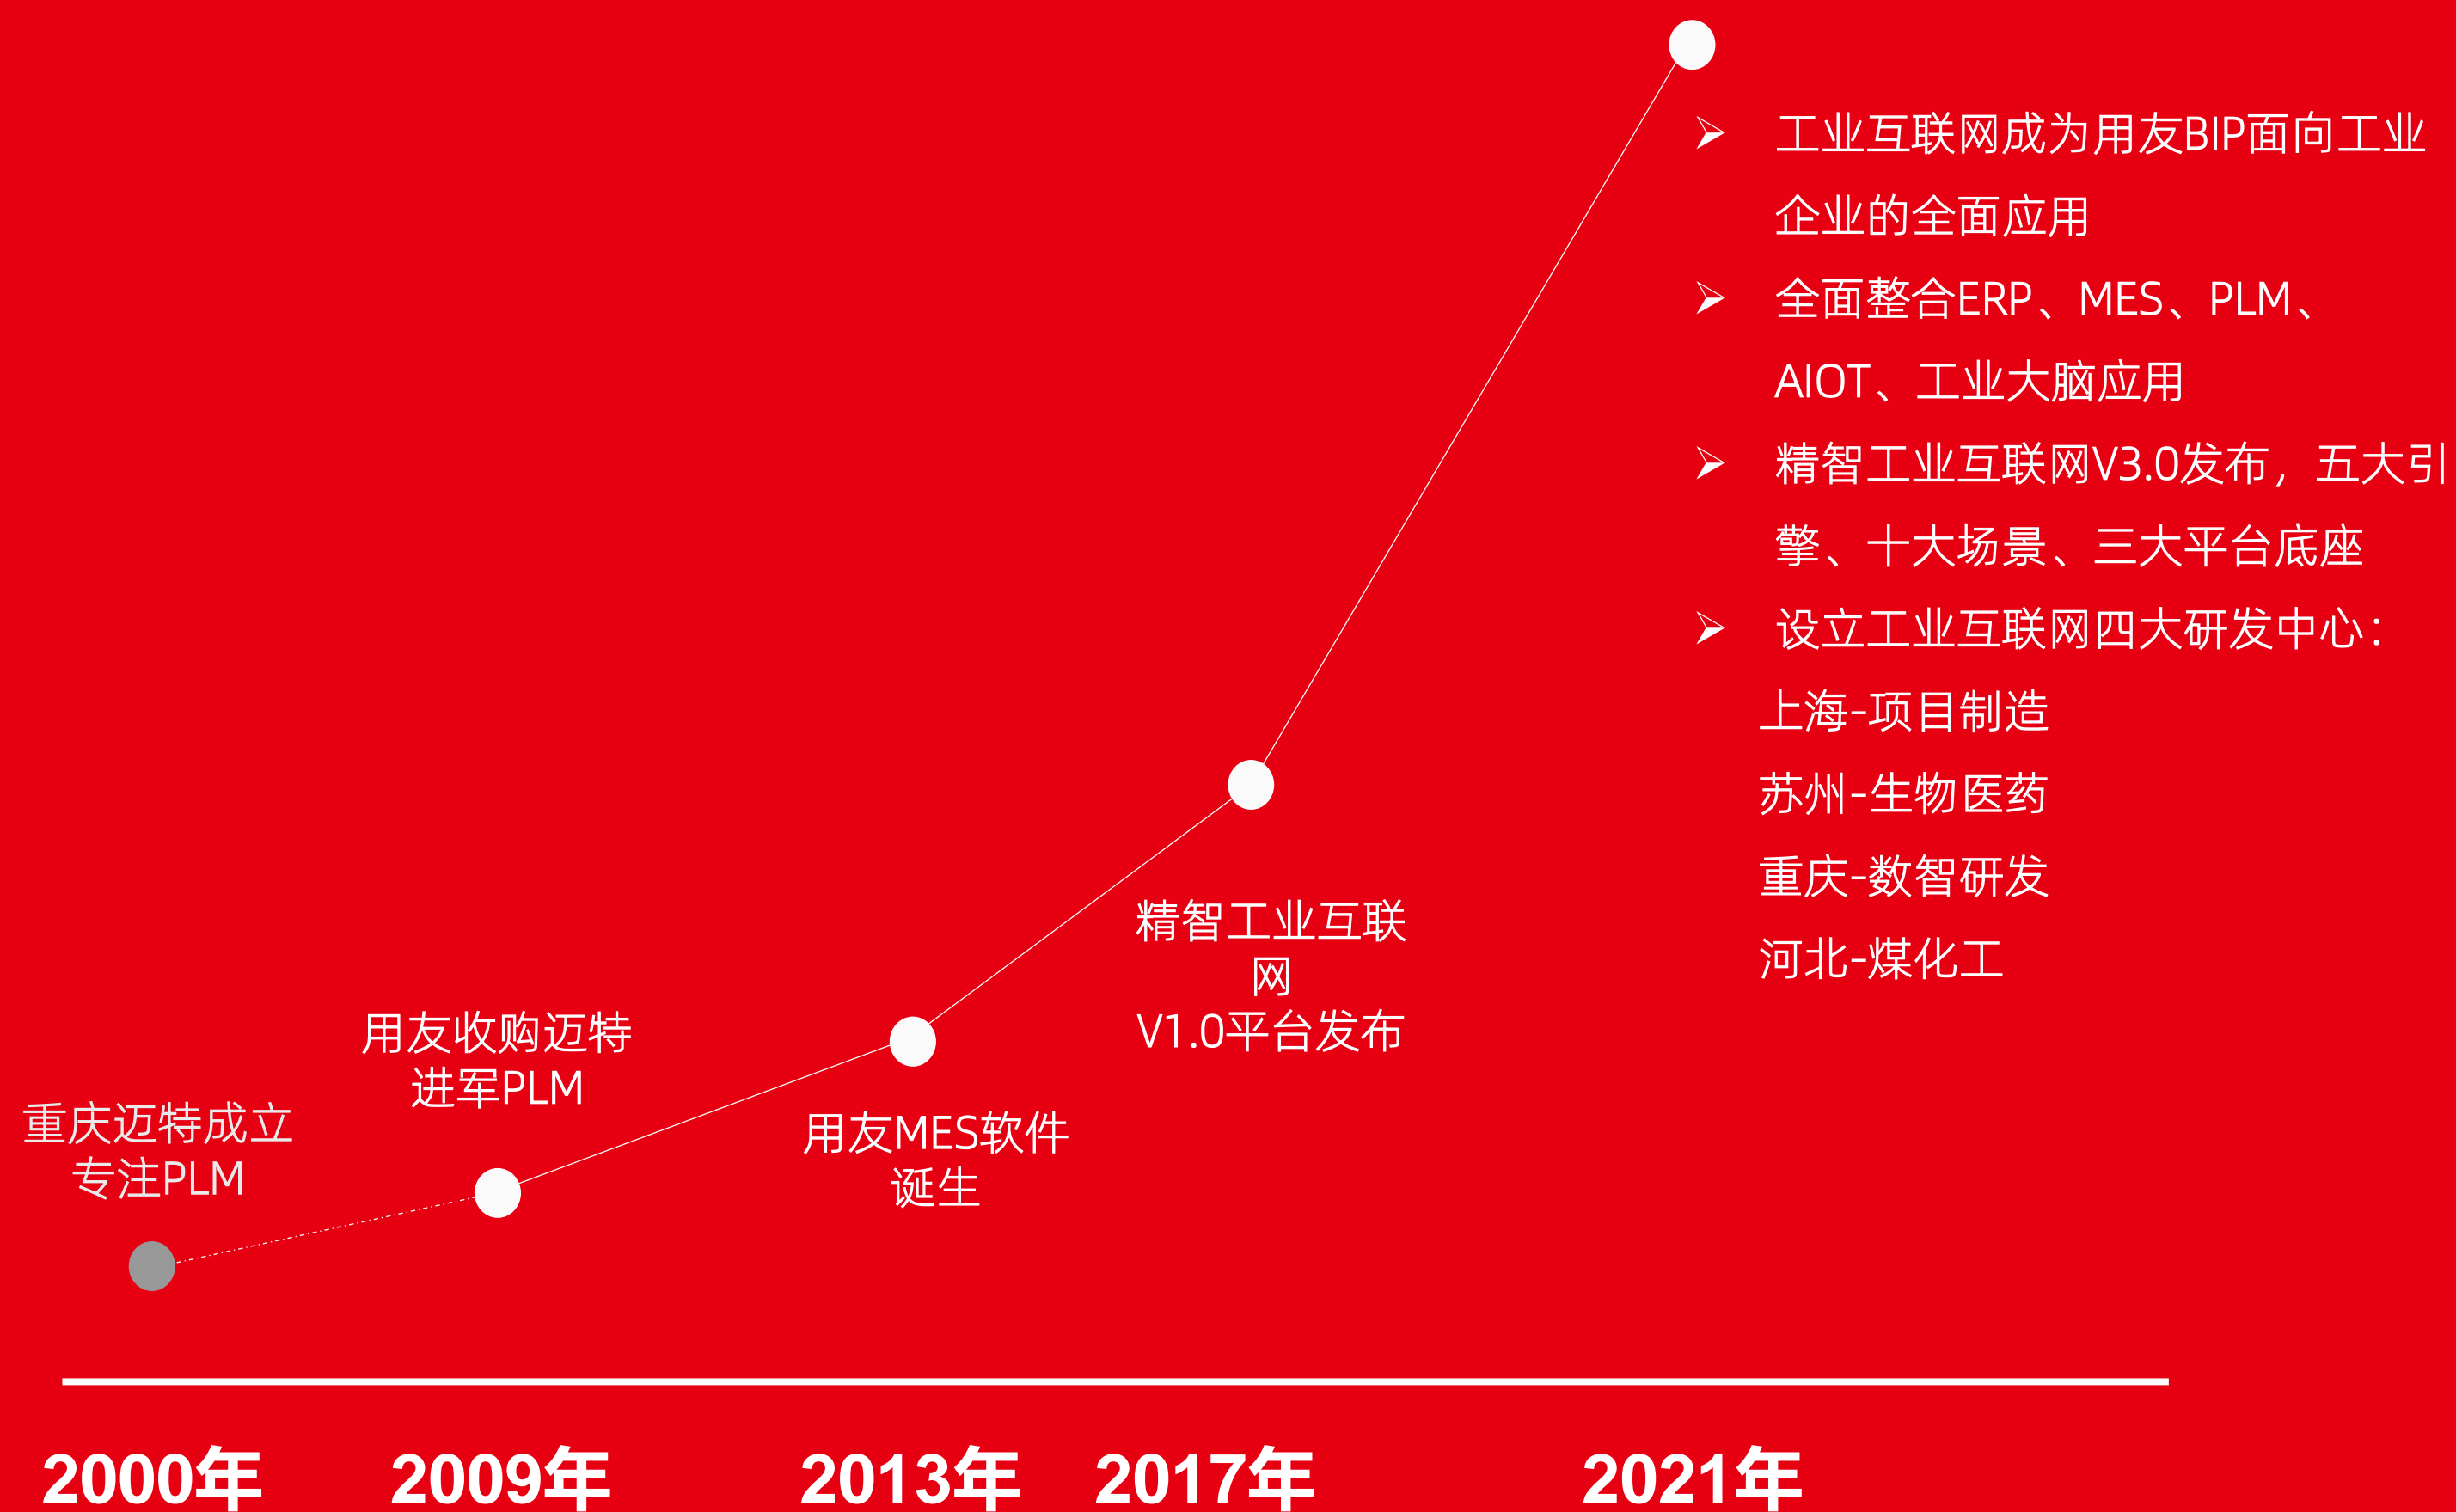 工业互联网成为用友BIP面向工业
企业的全面应用
全面整合ERP、MES、PLM、
AIOT、工业大脑应用
精智工业互联网V3.0发布，五大引
擎、十大场景、三大平台底座
设立工业互联网四大研发中心：
上海-项目制造
苏州-生物医药
重庆-数智研发
河北-煤化工
精智工业互联
网
V1.0平台发布
用友收购迈特
进军PLM
重庆迈特成立
专注PLM
用友MES软件
诞生
2000年
2009年
2013年
2017年
2021年